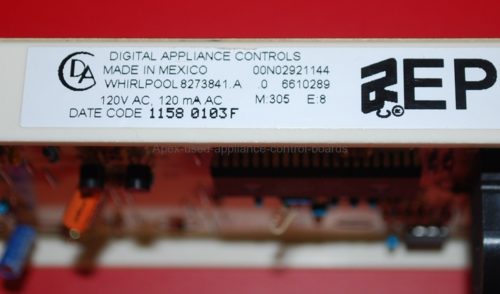 DIGITAL APPLIANCE CONTROLS
MADE IN MEXICO 00N02921144
WHIRLPOOL 8273841.A .0 6610289
120V AC, 120 mA AC M:305 E:8
DATE CODE 1158 0103F
EP
Apex-used-appliance-control-boards